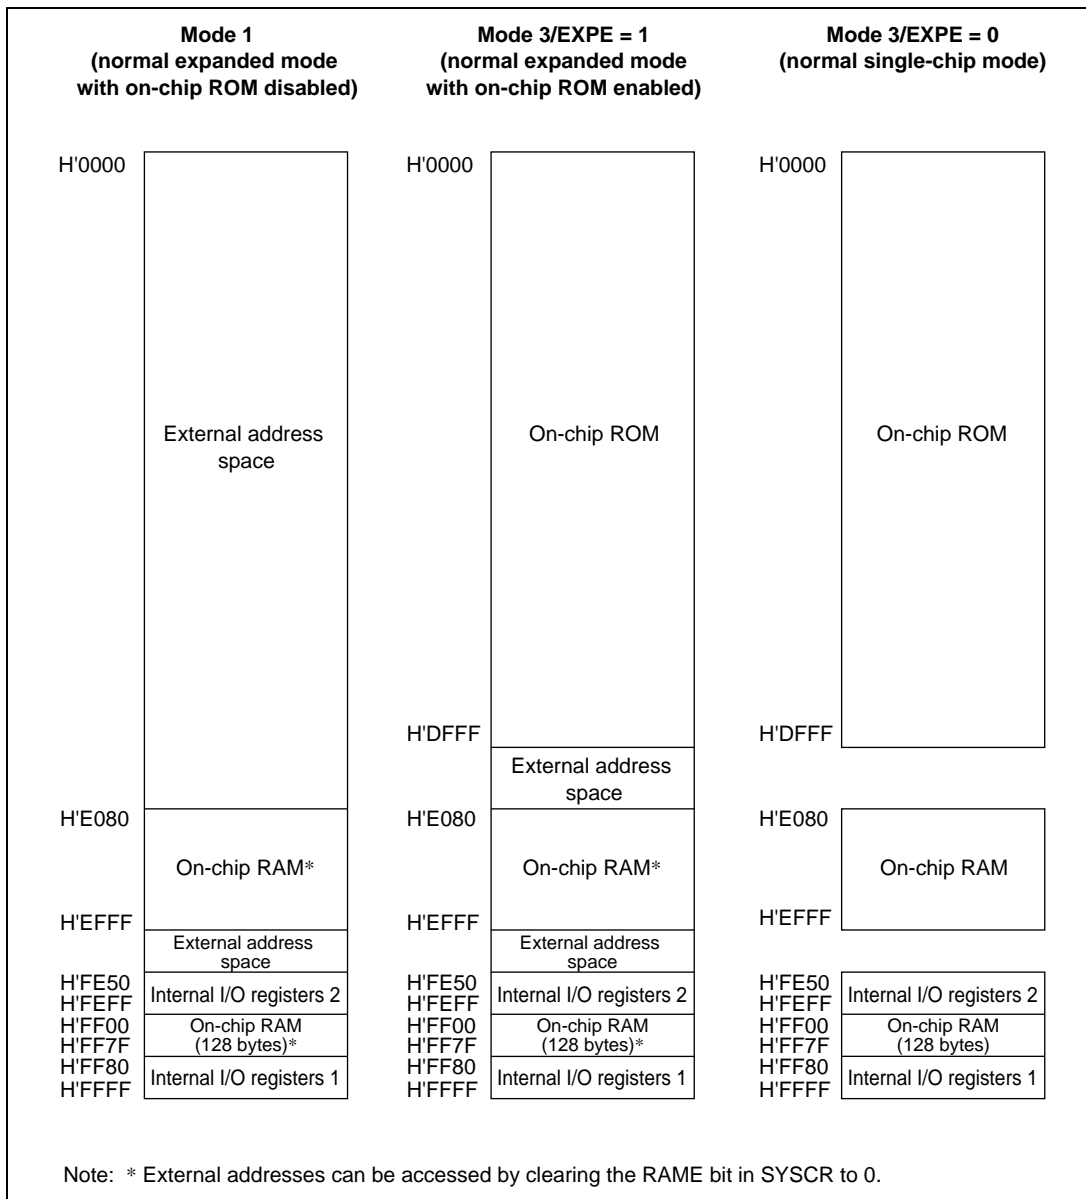 Mode 1
(normal expanded mode
with on-chip ROM disabled)
H'0000
External address
space
H'E080
On-chip RAM*
H'EFFF
External address
space
H'FE50
H'FEFF
Internal I/O registers 2
H'FF00
H'FF7F
On-chip RAM
(128 bytes)*
H'FF80
H'FFFF
Internal I/O registers 1
Mode 3/EXPE = 1
(normal expanded mode
with on-chip ROM enabled)
H'0000
On-chip ROM
H'DFFF
External address
space
H'E080
On-chip RAM*
H'EFFF
External address
space
H'FE50
H'FEFF
Internal I/O registers 2
H'FF00
H'FF7F
On-chip RAM
(128 bytes)*
H'FF80
H'FFFF
Internal I/O registers 1
Mode 3/EXPE = 0
(normal single-chip mode)
H'0000
On-chip ROM
H'DFFF
H'E080
On-chip RAM
H'EFFF
H'FE50
H'FEFF
Internal I/O registers 2
H'FF00
H'FF7F
On-chip RAM
(128 bytes)
H'FF80
H'FFFF
Internal I/O registers 1
Note: * External addresses can be accessed by clearing the RAME bit in SYSCR to 0.